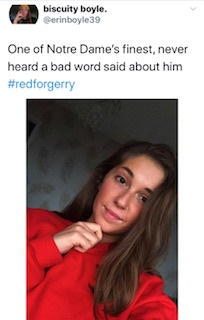 biscuity boyle.
@erinboyle39
One of Notre Dame's finest, never
heard a bad word said about him
#redforgerry